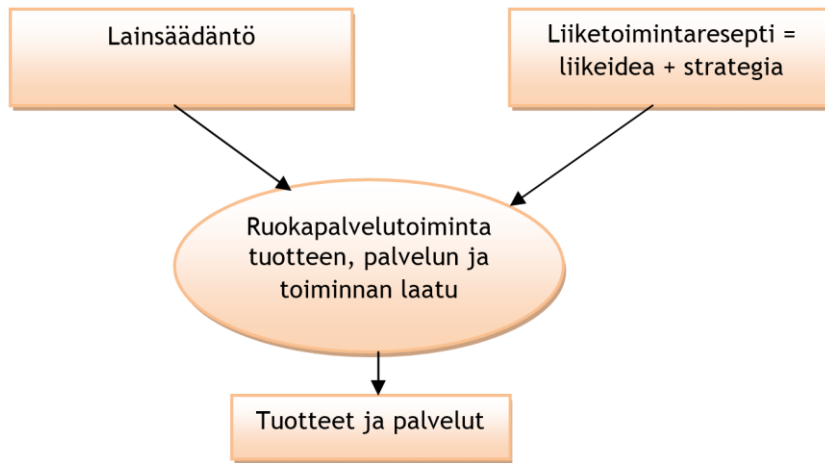 Lainsäädäntö
Liiketoimintaresepti =
liikeidea + strategia
Ruokapalvelutoiminta
tuotteen, palvelun ja
toiminnan laatu
Tuotteet ja palvelut